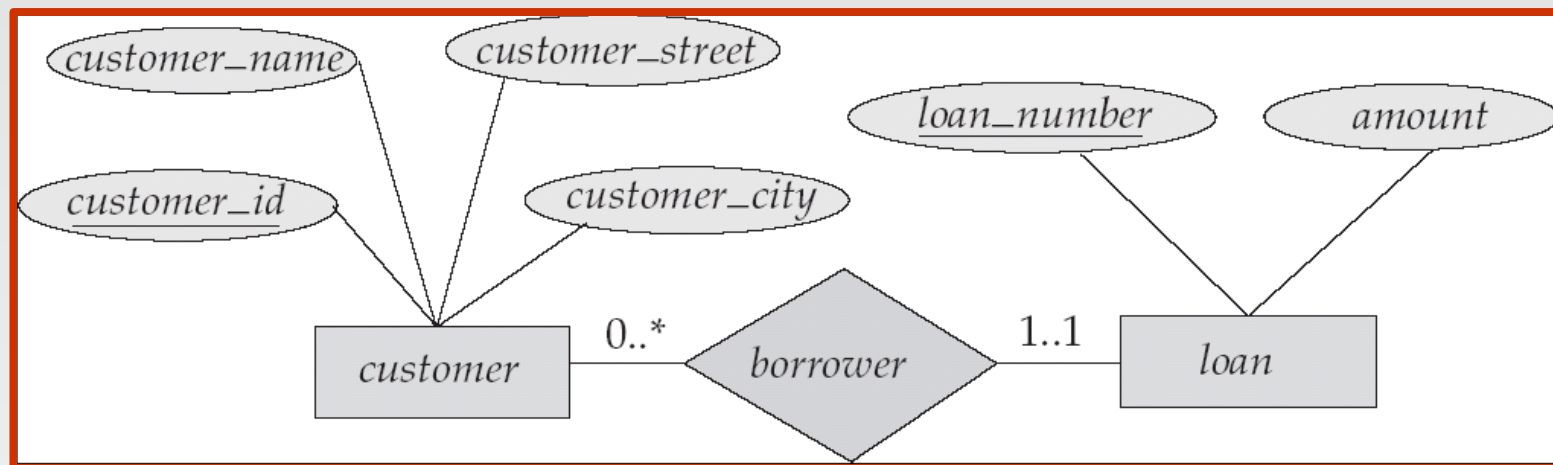 customer_name
customer_street
loan_number
amount
customer_id
customer_city
0..*
1..1
customer
borrower
loan